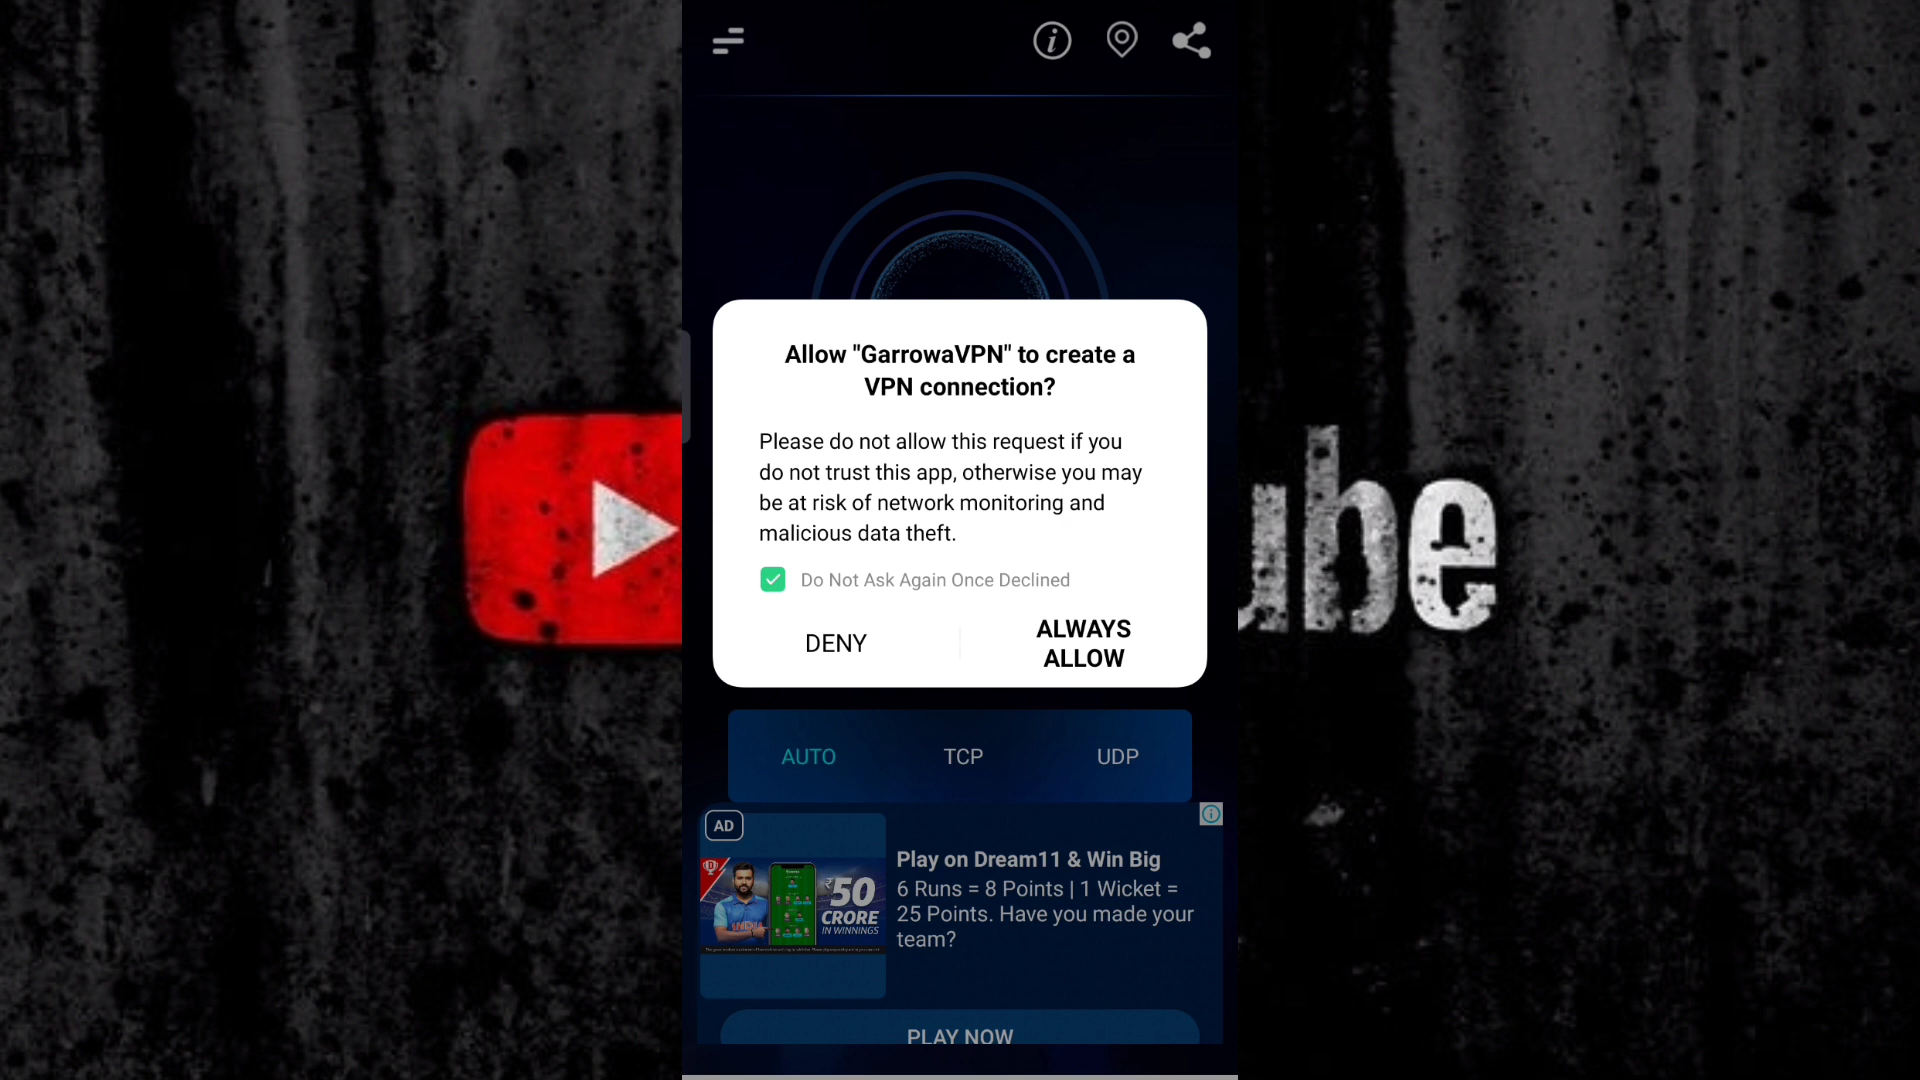 Allow "GarrowaVPN" to create a
VPN connection?
Please do not allow this request if you
do not trust this app, otherwise you may
be at risk of network monitoring and
malicious data theft.
Do Not Ask Again Once Declined
DENY
ALWAYS
ALLOW
ube
AUTO TCP UDP
AD
₹50
CRORE
IN WINNINGS
INDIA
Play on Dream11 & Win Big
6 Runs = 8 Points | 1 Wicket =
25 Points. Have you made your
team?
PLAY NOW